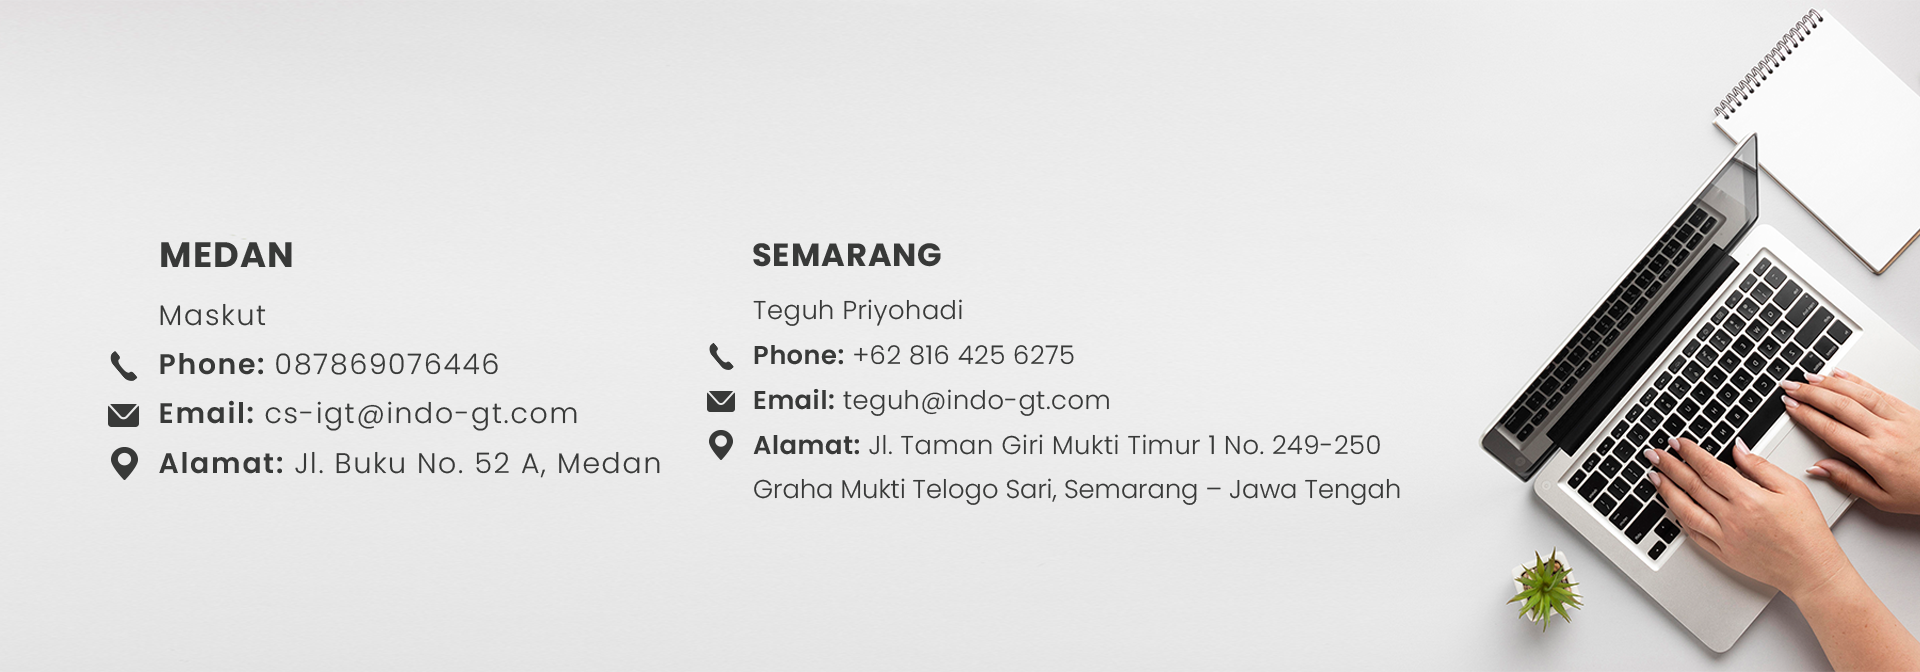 MEDAN
Maskut
Phone: 087869076446
Email: cs-igt@indo-gt.com
Alamat: Jl. Buku No. 52 A, Medan
SEMARANG
Teguh Priyohadi
Phone: +62 816 425 6275
Email: teguh@indo-gt.com
Alamat: Jl. Taman Giri Mukti Timur 1 No. 249-250
Graha Mukti Telogo Sari, Semarang – Jawa Tengah